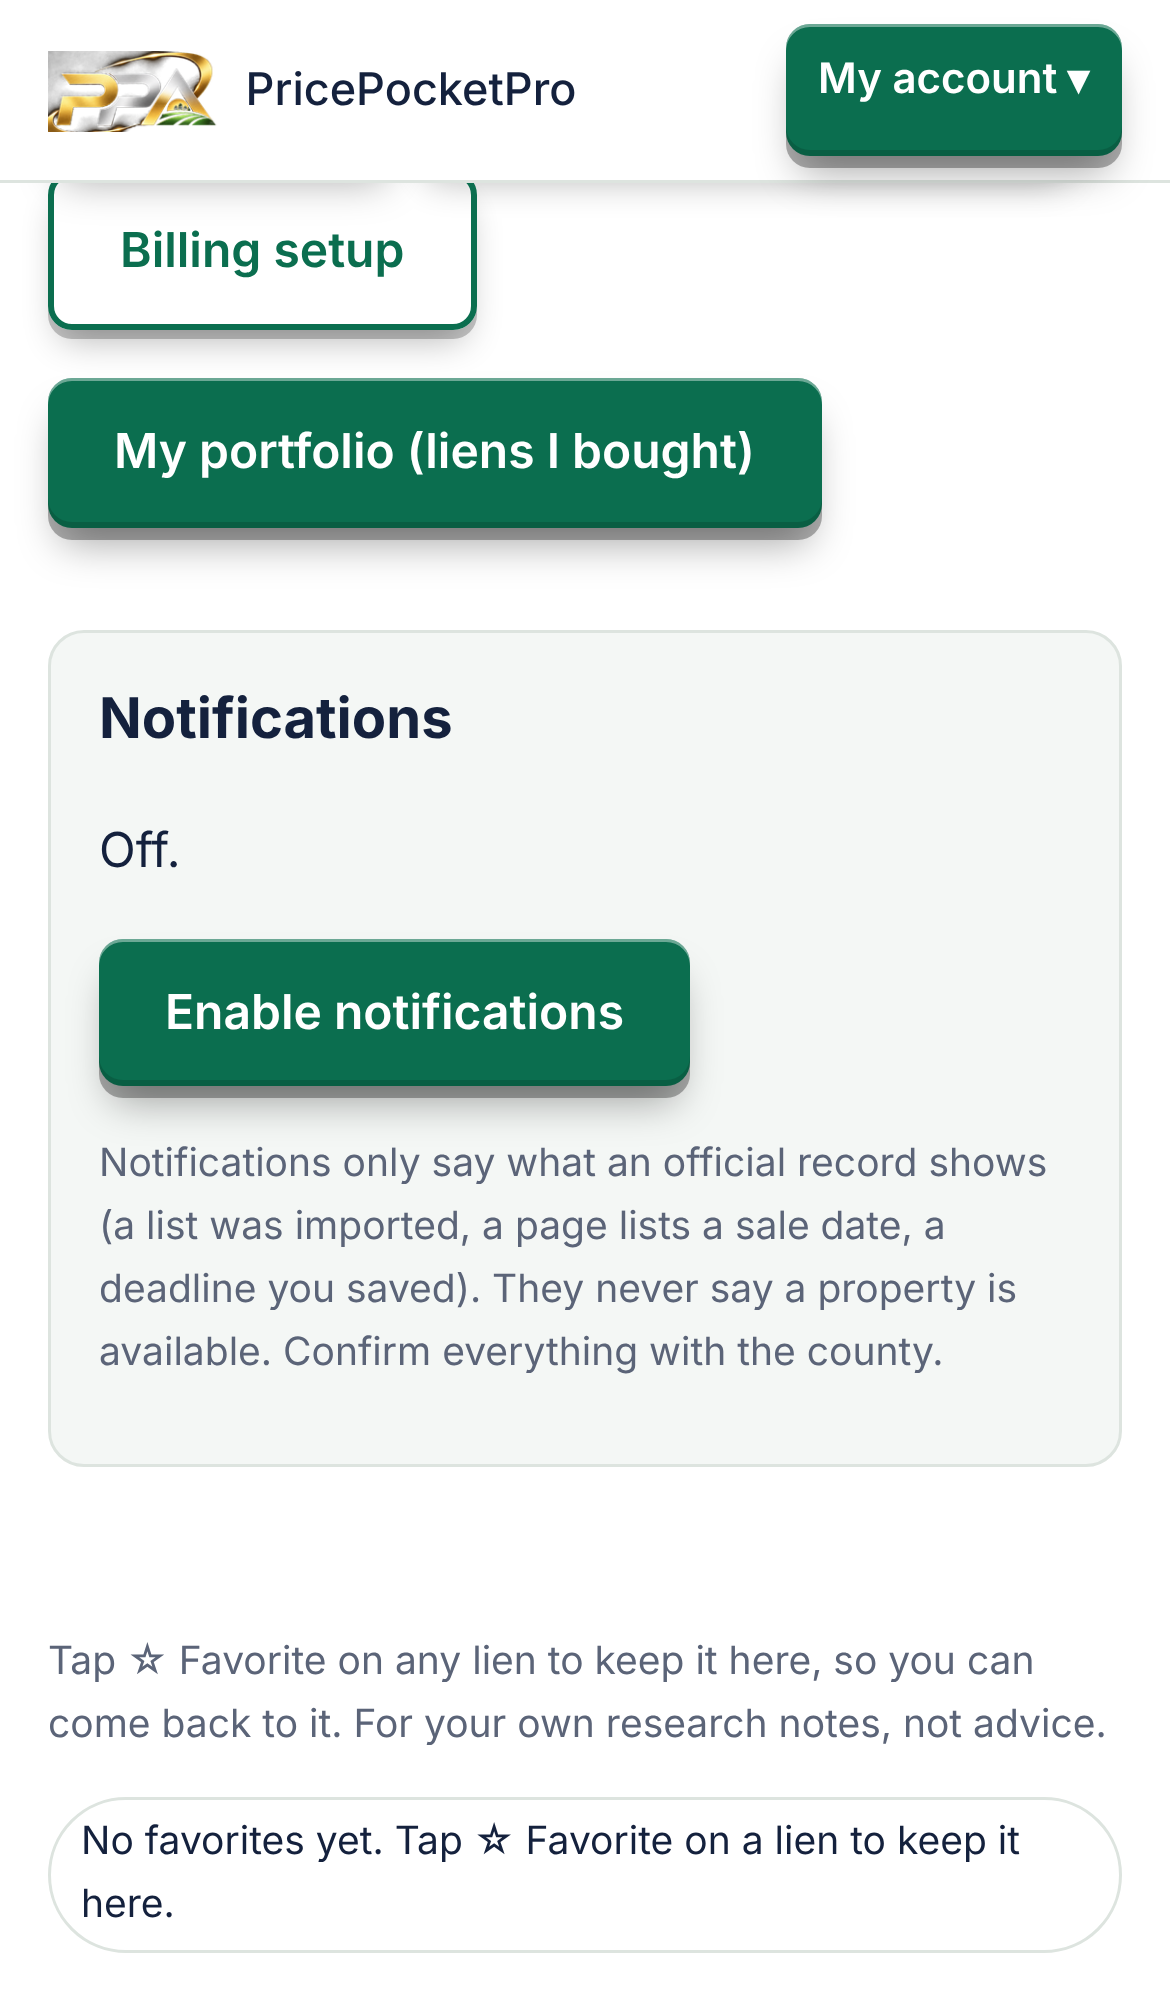 PPA
PricePocketPro
My account ▼
Billing setup
My portfolio (liens I bought)
Notifications
Off.
Enable notifications
Notifications only say what an official record shows
(a list was imported, a page lists a sale date, a
deadline you saved). They never say a property is
available. Confirm everything with the county.
Tap ☆ Favorite on any lien to keep it here, so you can
come back to it. For your own research notes, not advice.
No favorites yet. Tap ☆ Favorite on a lien to keep it
here.